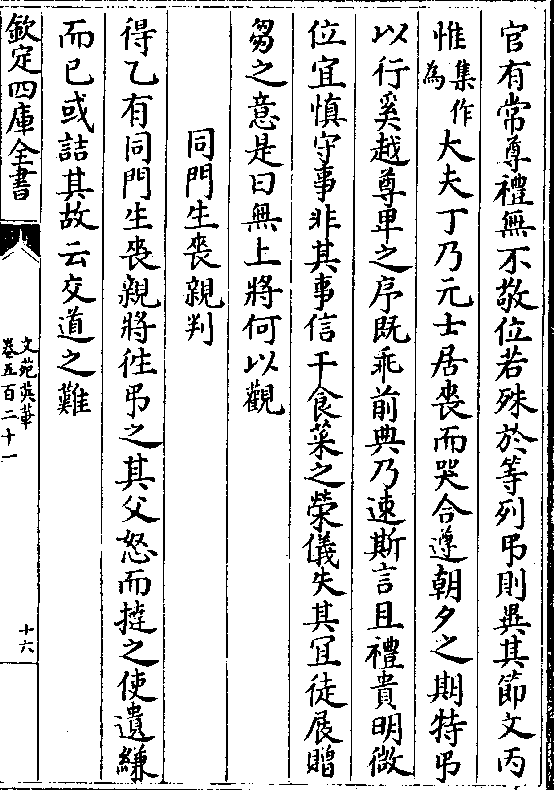 官有常尊禮無不敬位若殊於等列弔則異其節文丙
惟集作為大夫丁乃元士居喪而哭合遵朝夕之期特弔
以行奚越尊卑之序既乖前典乃速斯言且禮貴明微
位宜慎守事非其事信干食菜之榮儀失其宜徒展贈
芻之意是曰無上將何以觀
同門生喪親判
得乙有同門生喪親將徃弔之其父怒而撻之使遺縑
而已或詰其故云交道之難
欽定四庫全書
文苑英華
卷五百二十一
十六